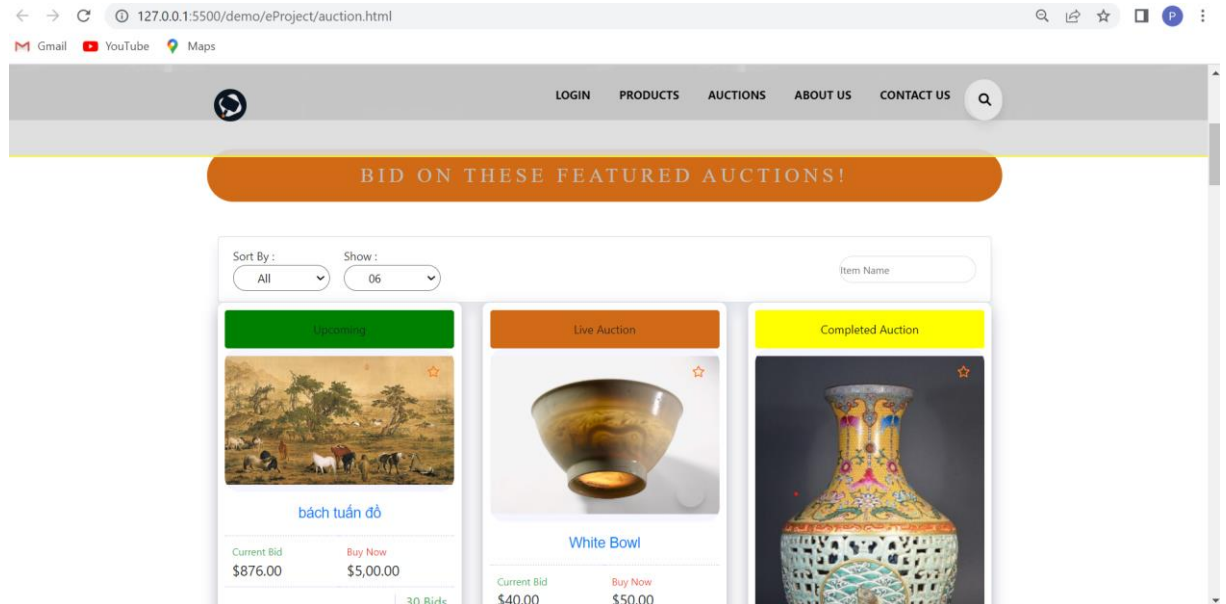 127.0.0.1:5500/demo/eProject/auction.html
P
Gmail YouTube Maps
LOGIN PRODUCTS AUCTIONS ABOUT US CONTACT US
BID ON THESE FEATURED AUCTIONS!
Sort By : Show :
All 06 Item Name
Upcoming Live Auction Completed Auction
bách tuấn đồ
White Bowl
Current Bid Buy Now
$876.00 $5,00.00
30 Bids
Current Bid Buy Now
$40.00 $50.00